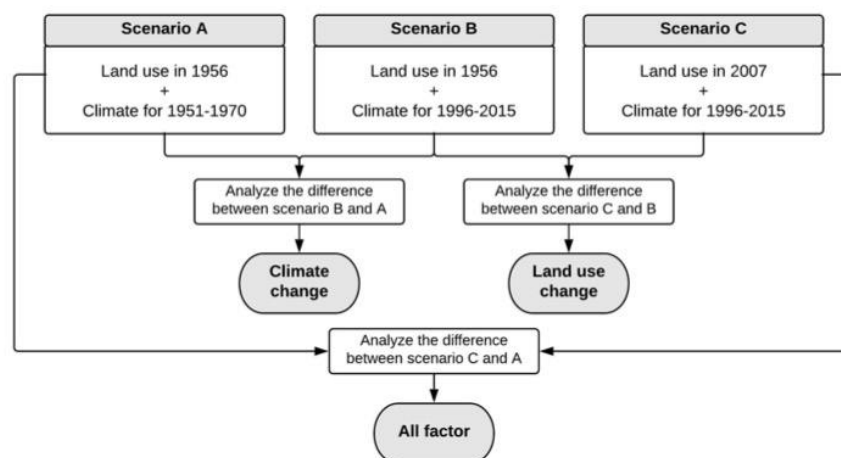 Scenario A
Land use in 1956
+
Climate for 1951-1970
Scenario B
Land use in 1956
+
Climate for 1996-2015
Scenario C
Land use in 2007
+
Climate for 1996-2015
Analyze the difference
between scenario B and A
Analyze the difference
between scenario C and B
Climate
change
Land use
change
Analyze the difference
between scenario C and A
All factor